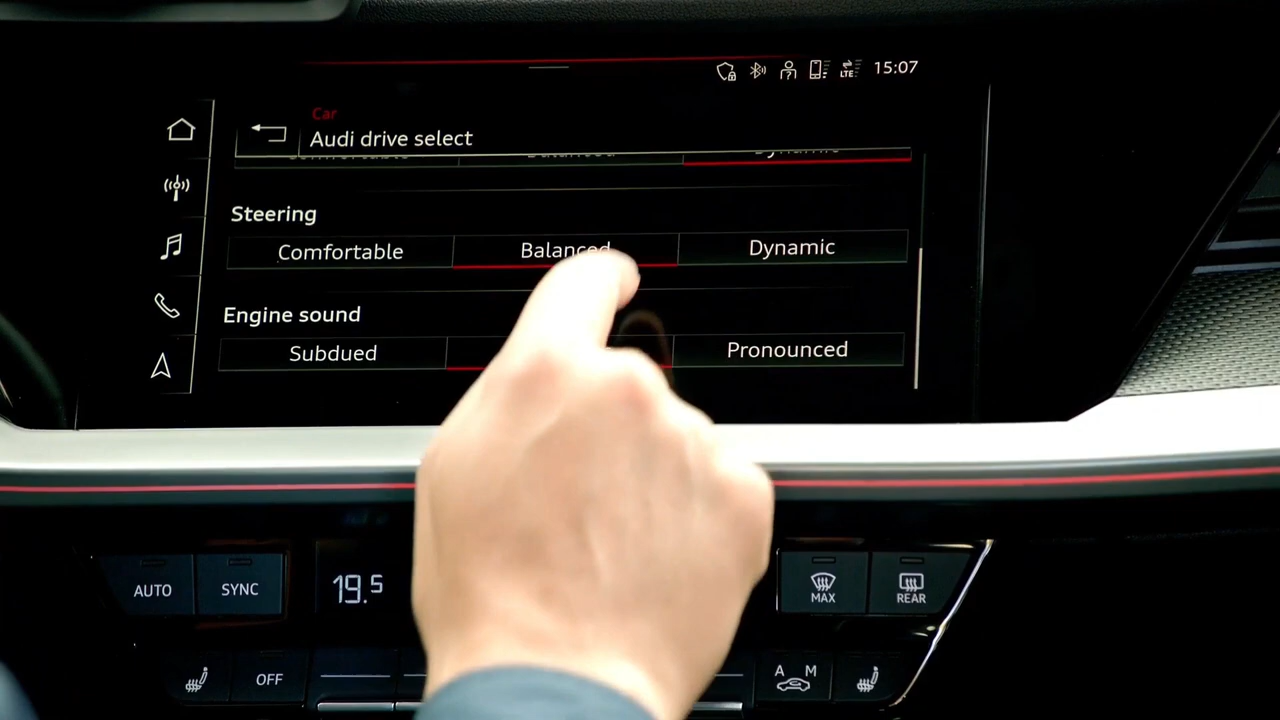 LTE 15:07
Car
Audi drive select
Steering
Comfortable Balanced Dynamic
Engine sound
Subdued Pronounced
AUTO SYNC 19.5 MAX REAR
OFF A M